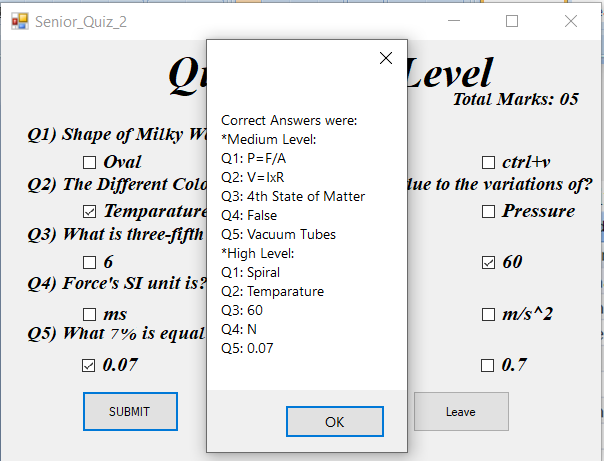 Senior_Quiz_2
Qu Level
Total Marks: 05
Q1) Shape of Milky W
Oval ctrl+v
Q2) The Different Colo due to the variations of?
Temparature Pressure
Q3) What is three-fifth
6 60
Q4) Force's SI unit is?
ms m/s^2
Q5) What 7% is equal
0.07 0.7
SUBMIT Leave
Correct Answers were:
*Medium Level:
Q1: P=F/A
Q2: V=IxR
Q3: 4th State of Matter
Q4: False
Q5: Vacuum Tubes
*High Level:
Q1: Spiral
Q2: Temparature
Q3: 60
Q4: N
Q5: 0.07
OK